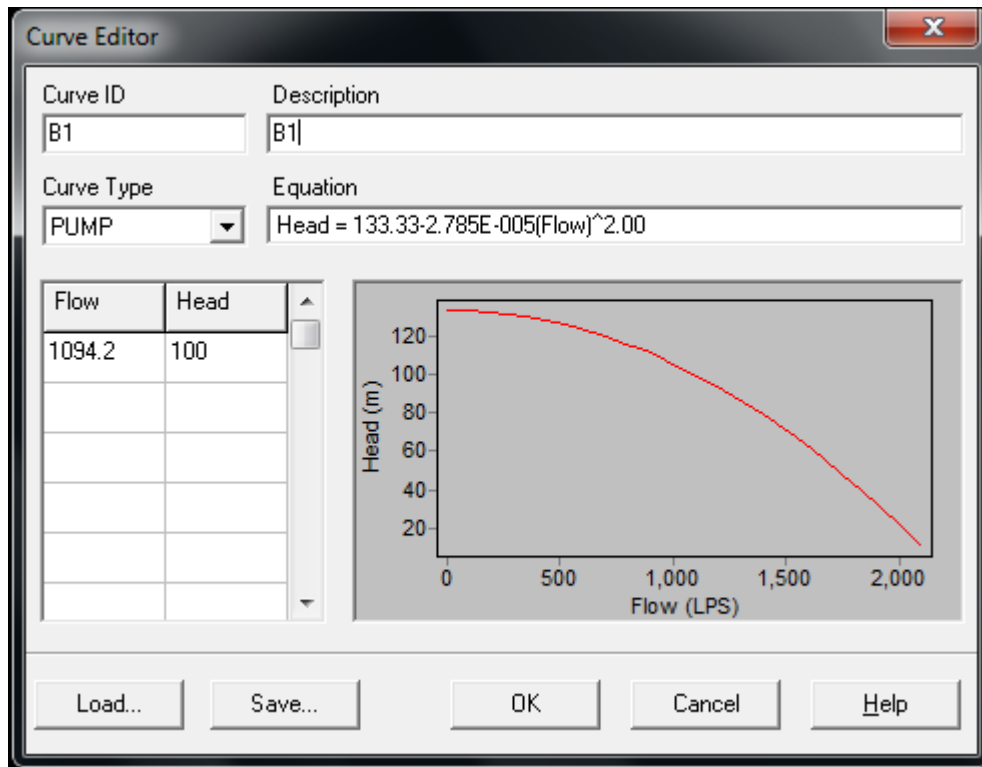 Curve Editor
Curve ID Description
B1 B1
Curve Type Equation
PUMP Head = 133.33-2.785E-005(Flow)^2.00
Flow Head
1094.2 100
120
100
80
60
40
20
Head (m)
0 500 1,000 1,500 2,000
Flow (LPS)
Load... Save... OK Cancel Help